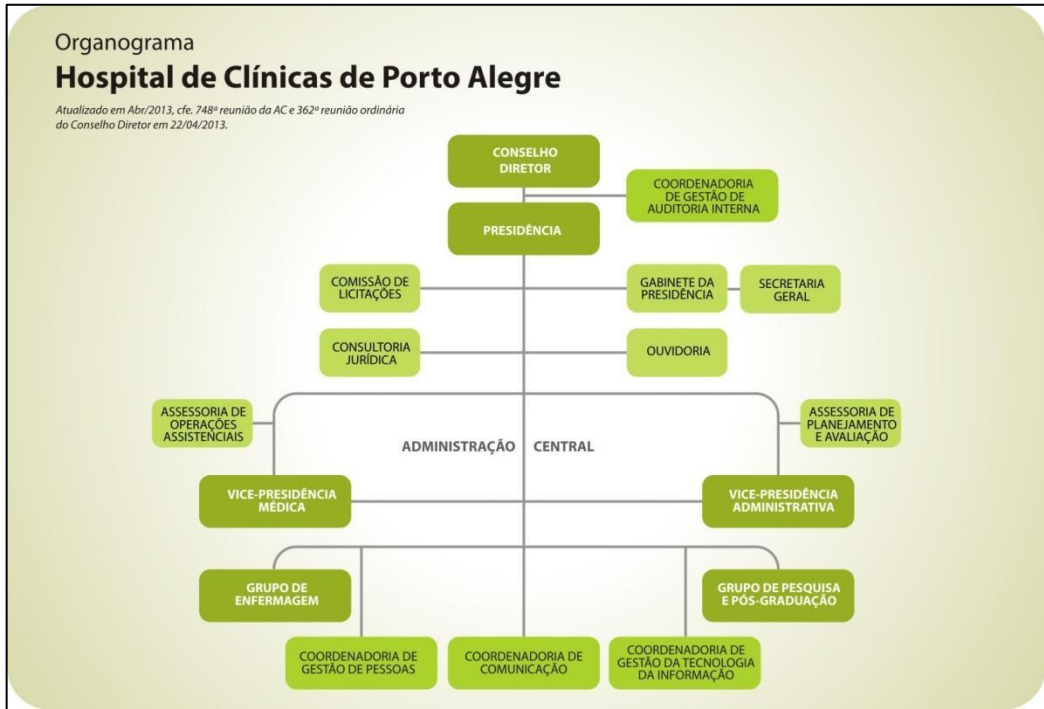 Organograma
Hospital de Clínicas de Porto Alegre
Atualizado em Abr/2013, cfe. 748ª reunião da AC e 362ª reunião ordinária
do Conselho Diretor em 22/04/2013.
CONSELHO
DIRETOR
COORDENADORIA
DE GESTÃO DE
AUDITORIA INTERNA
PRESIDÊNCIA
COMISSÃO DE
LICITAÇÕES
GABINETE DA
PRESIDÊNCIA
SECRETARIA
GERAL
CONSULTORIA
JURÍDICA
OUVIDORIA
ASSESSORIA DE
OPERAÇÕES
ASSISTENCIAIS
ASSESSORIA DE
PLANEJAMENTO
E AVALIAÇÃO
ADMINISTRAÇÃO CENTRAL
VICE-PRESIDÊNCIA
MÉDICA
VICE-PRESIDÊNCIA
ADMINISTRATIVA
GRUPO DE
ENFERMAGEM
GRUPO DE PESQUISA
E PÓS-GRADUAÇÃO
COORDENADORIA DE
GESTÃO DE PESSOAS
COORDENADORIA DE
COMUNICAÇÃO
COORDENADORIA DE
GESTÃO DA TECNOLOGIA
DA INFORMAÇÃO